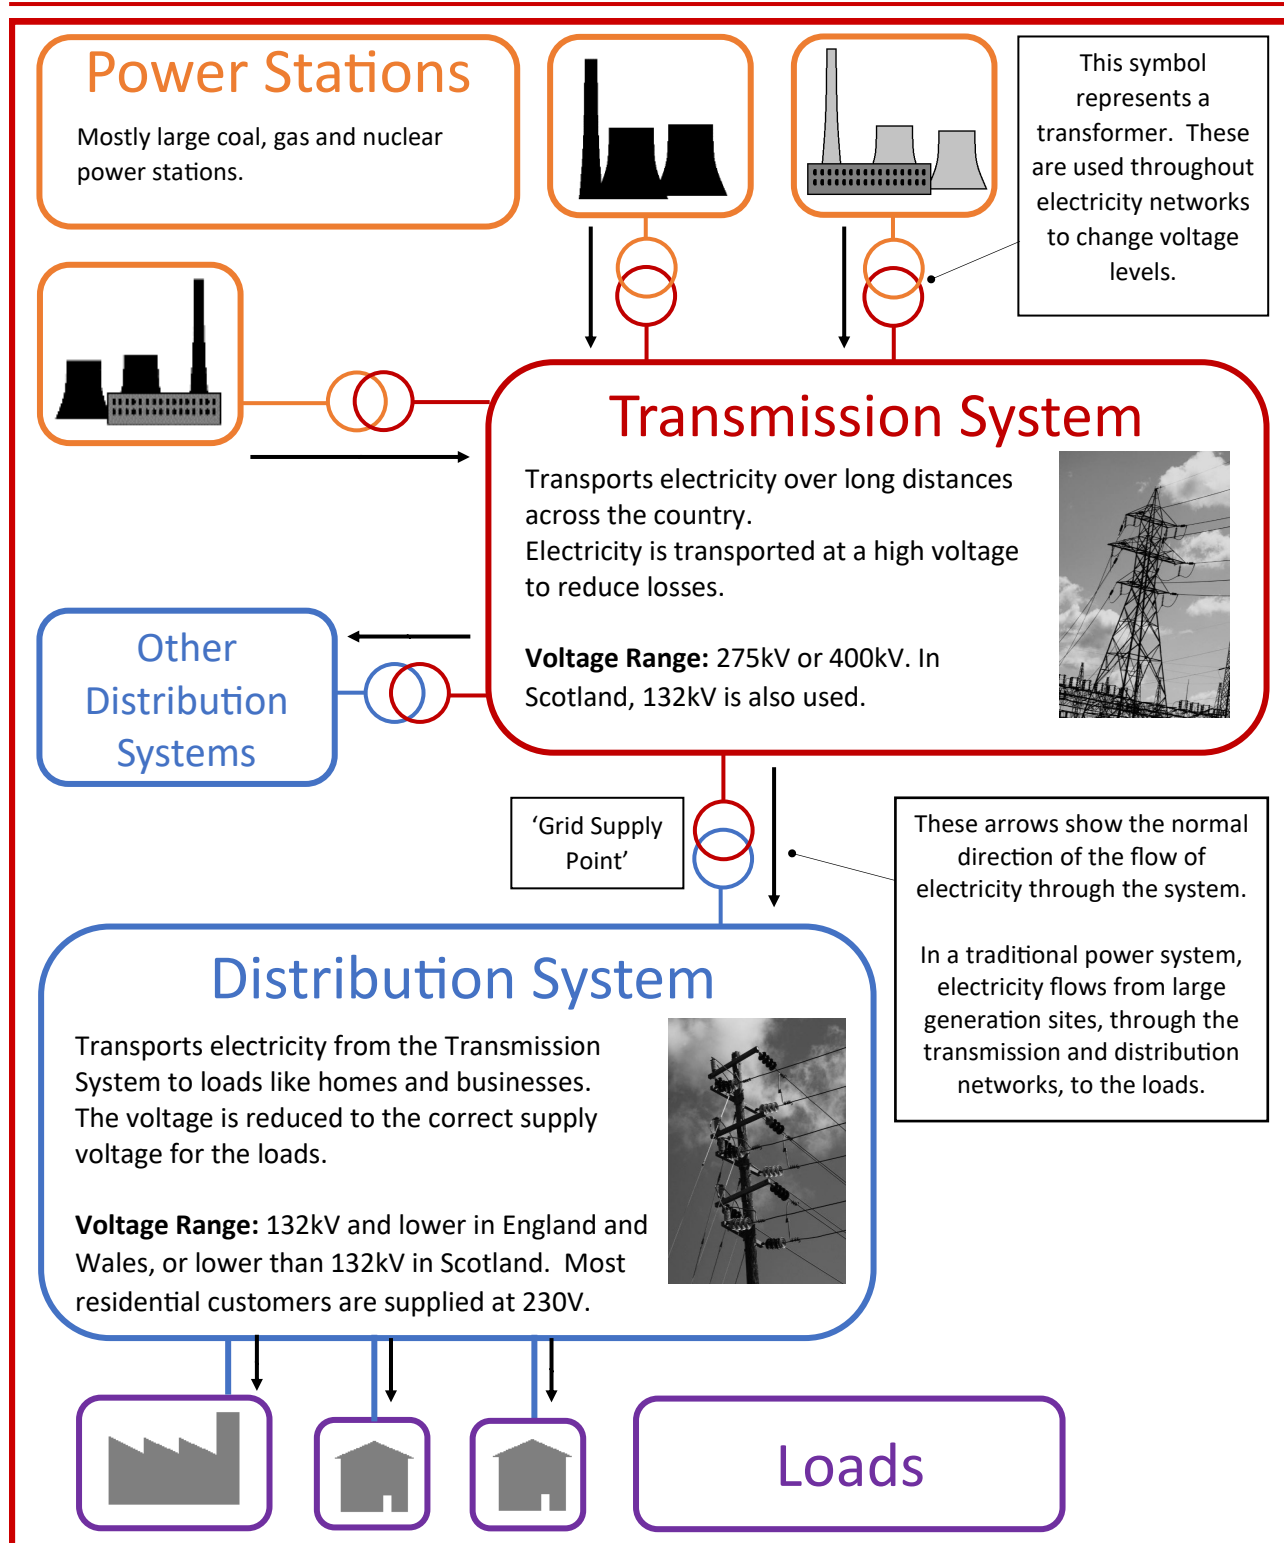 Power Stations
Mostly large coal, gas and nuclear
power stations.
This symbol
represents a
transformer.  These
are used throughout
electricity networks
to change voltage
levels.
Transmission System
Transports electricity over long distances
across the country.
Electricity is transported at a high voltage
to reduce losses.
Voltage Range: 275kV or 400kV. In
Scotland, 132kV is also used.
Other
Distribution
Systems
‘Grid Supply
Point’
These arrows show the normal
direction of the flow of
electricity through the system.
In a traditional power system,
electricity flows from large
generation sites, through the
transmission and distribution
networks, to the loads.
Distribution System
Transports electricity from the Transmission
System to loads like homes and businesses.
The voltage is reduced to the correct supply
voltage for the loads.
Voltage Range: 132kV and lower in England and
Wales, or lower than 132kV in Scotland.  Most
residential customers are supplied at 230V.
Loads